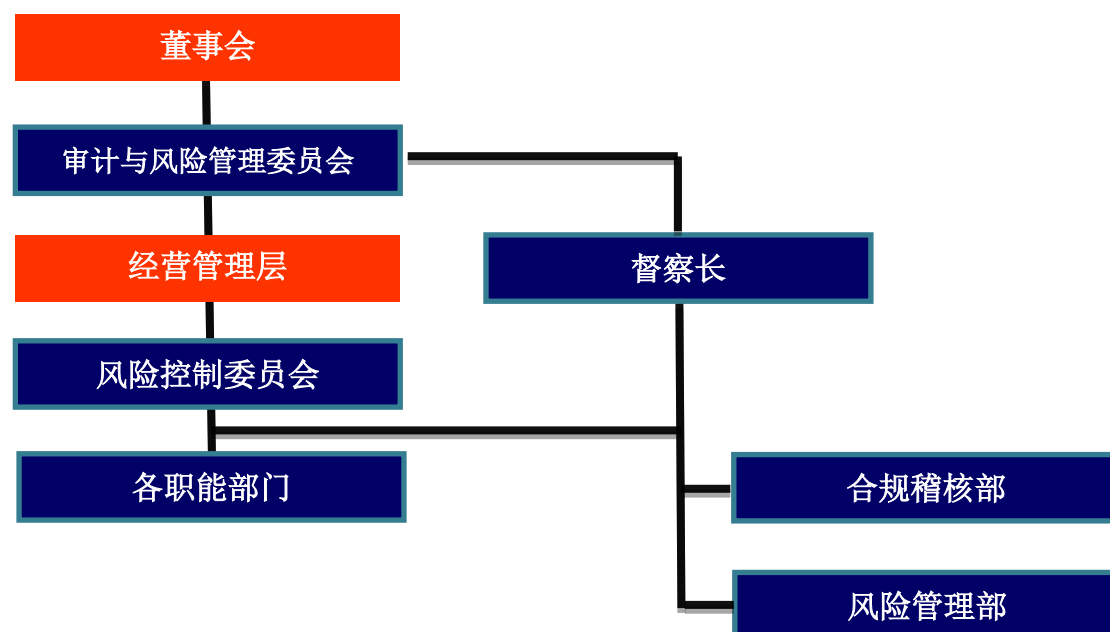 董事会
审计与风险管理委员会
经营管理层
督察长
风险控制委员会
各职能部门
合规稽核部
风险管理部